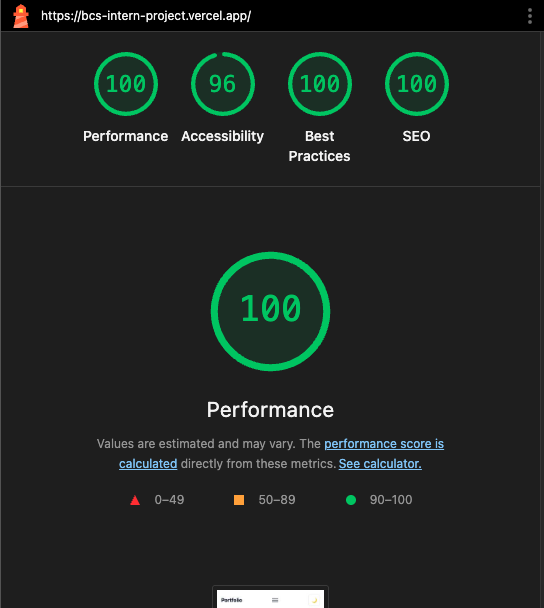 https://bcs-intern-project.vercel.app/
100 96 100 100
Performance Accessibility Best Practices SEO
100
Performance
Values are estimated and may vary. The performance score is
calculated directly from these metrics. See calculator.
0–49 50–89 90–100
Portfolio